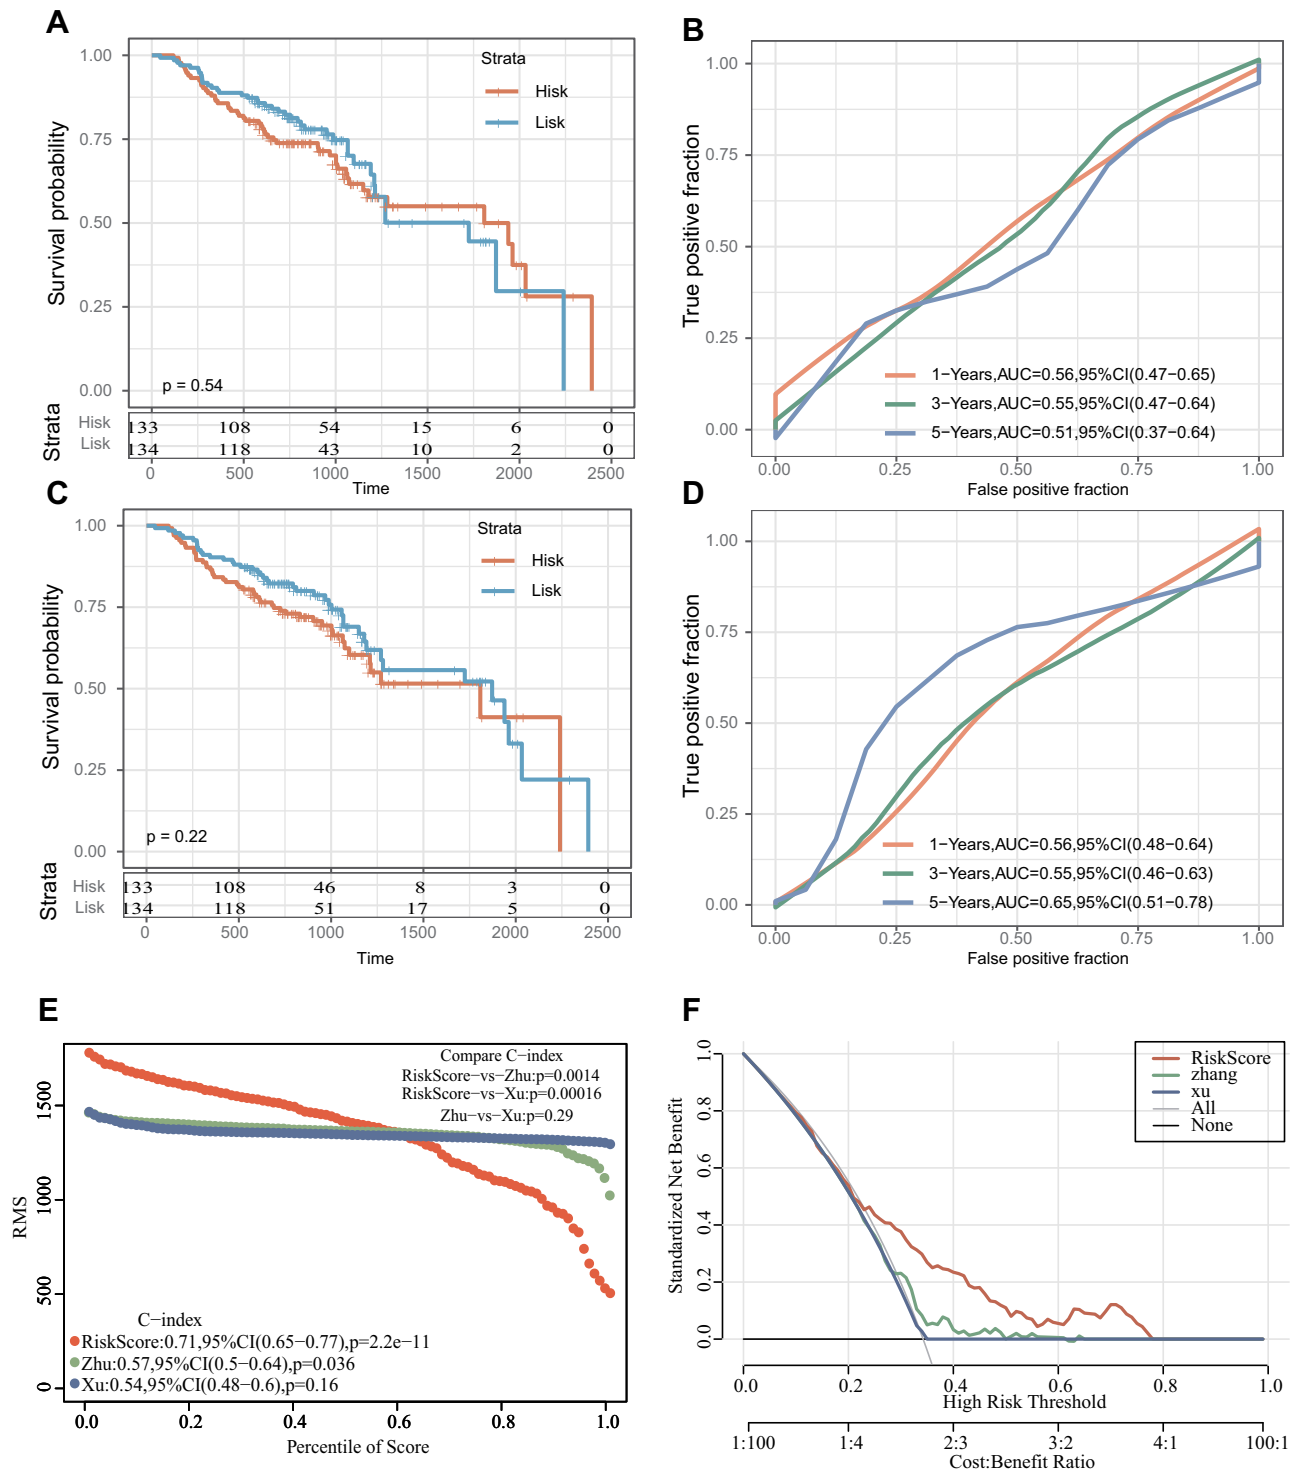 A
Survival probability
1.00
0.75
0.50
0.25
0.00
Strata
Hisk
Lisk
p = 0.54
Strata
Hisk 133 108 54 15 6 0
Lisk 134 118 43 10 2 0
0 500 1000 1500 2000 2500
Time
B
True positive fraction
1.00
0.75
0.50
0.25
0.00
1−Years,AUC=0.56,95%CI(0.47−0.65)
3−Years,AUC=0.55,95%CI(0.47−0.64)
5−Years,AUC=0.51,95%CI(0.37−0.64)
0.00 0.25 0.50 0.75 1.00
False positive fraction
C
Survival probability
1.00
0.75
0.50
0.25
0.00
Strata
Hisk
Lisk
p = 0.22
Strata
Hisk 133 108 46 8 3 0
Lisk 134 118 51 17 5 0
0 500 1000 1500 2000 2500
Time
D
True positive fraction
1.00
0.75
0.50
0.25
0.00
1−Years,AUC=0.56,95%CI(0.48−0.64)
3−Years,AUC=0.55,95%CI(0.46−0.63)
5−Years,AUC=0.65,95%CI(0.51−0.78)
0.00 0.25 0.50 0.75 1.00
False positive fraction
E
RMS
1500
1000
500
0
Compare C−index
RiskScore−vs−Zhu:p=0.0014
RiskScore−vs−Xu:p=0.00016
Zhu−vs−Xu:p=0.29
C−index
RiskScore:0.71,95%CI(0.65−0.77),p=2.2e−11
Zhu:0.57,95%CI(0.5−0.64),p=0.036
Xu:0.54,95%CI(0.48−0.6),p=0.16
0.0 0.2 0.4 0.6 0.8 1.0
Percentile of Score
F
Standardized Net Benefit
1.0
0.8
0.6
0.4
0.2
0.0
RiskScore
zhang
xu
All
None
0.0 0.2 0.4 0.6 0.8 1.0
High Risk Threshold
1:100 1:4 2:3 3:2 4:1 100:1
Cost:Benefit Ratio